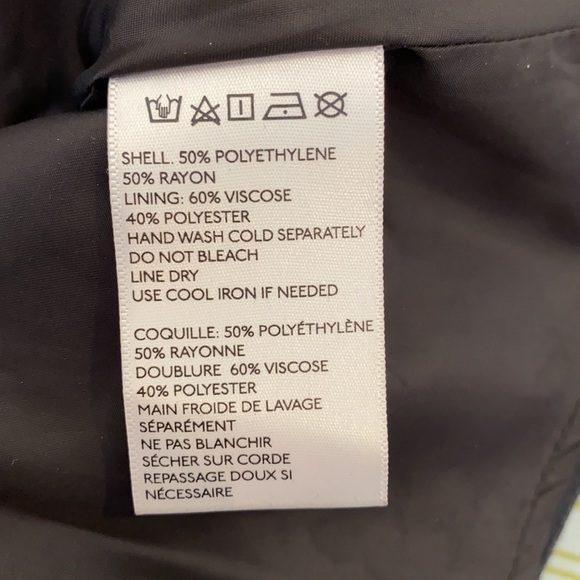 SHELL. 50% POLYETHYLENE
50% RAYON
LINING: 60% VISCOSE
40% POLYESTER
HAND WASH COLD SEPARATELY
DO NOT BLEACH
LINE DRY
USE COOL IRON IF NEEDED
COQUILLE: 50% POLYÉTHYLÈNE
50% RAYONNE
DOUBLURE 60% VISCOSE
40% POLYESTER
MAIN FROIDE DE LAVAGE
SÉPARÉMENT
NE PAS BLANCHIR
SÉCHER SUR CORDE
REPASSAGE DOUX SI
NÉCESSAIRE